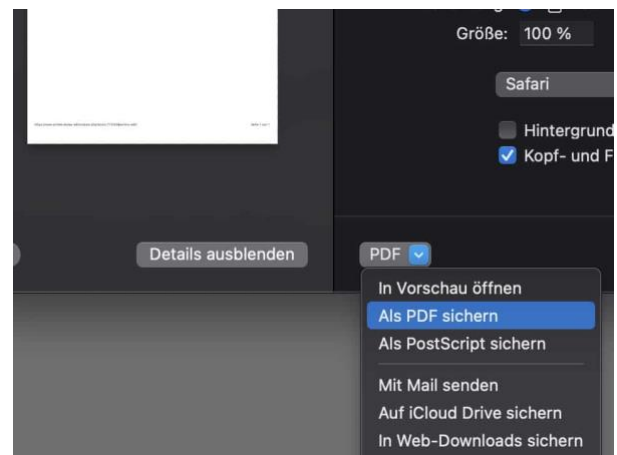 Größe: 100 %
Safari
Hintergrund
Kopf- und F
Details ausblenden
PDF
In Vorschau öffnen
Als PDF sichern
Als PostScript sichern
Mit Mail senden
Auf iCloud Drive sichern
In Web-Downloads sichern